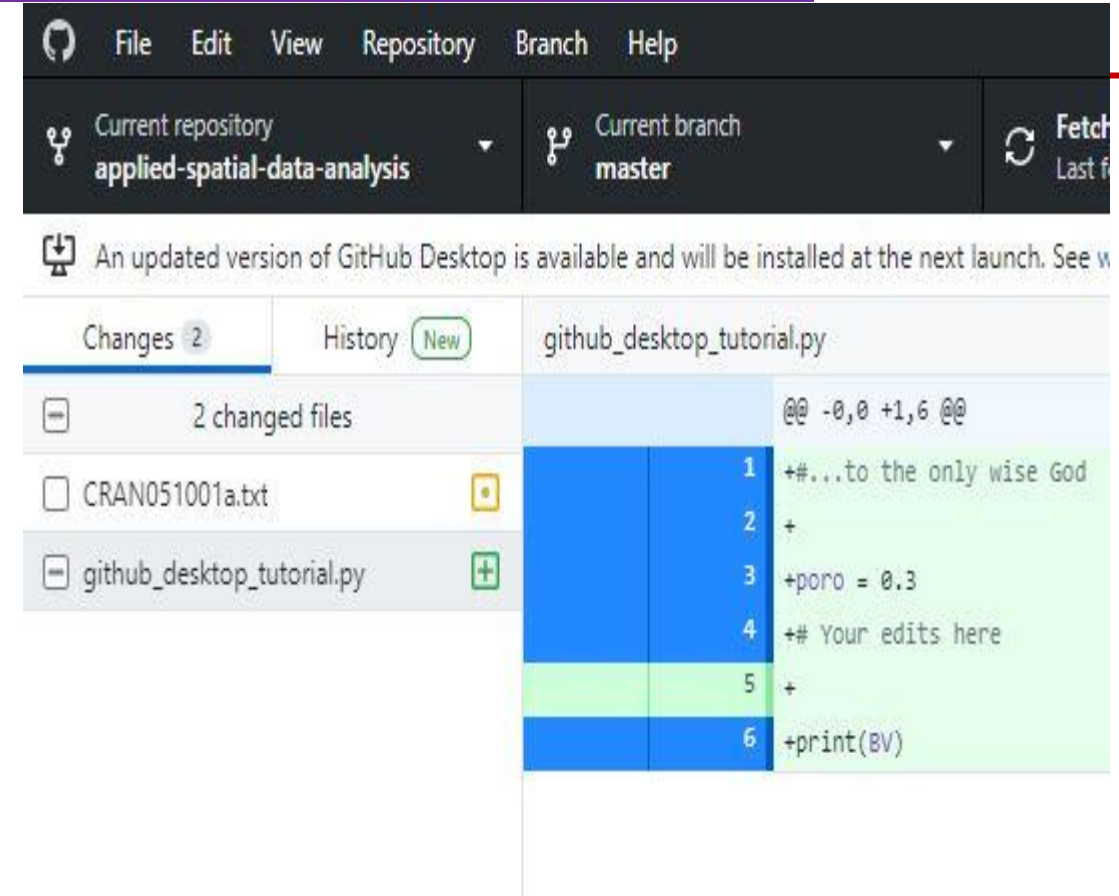 File Edit View Repository Branch Help
Current repository
applied-spatial-data-analysis
Current branch
master
Fetch
Last f
An updated version of GitHub Desktop is available and will be installed at the next launch. See w
Changes 2
History New
2 changed files
CRAN051001a.txt
github_desktop_tutorial.py
github_desktop_tutorial.py
@@ -0,0 +1,6 @@
1 +#...to the only wise God
2 +
3 +poro = 0.3
4 +# Your edits here
5 +
6 +print(BV)